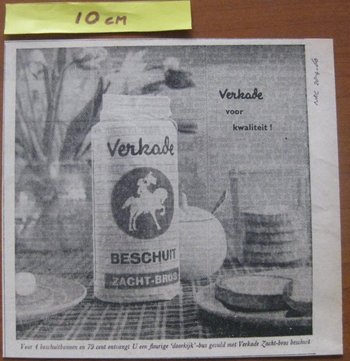 10 CM
Verkade
voor
kwaliteit !
Verkade
BESCHUIT
ZACHT-BROS
Voor 4 beschuitbonnen en 79 cent ontvangt U een fleurige 'doorkijk'-bus gevuld met Verkade Zacht-bros beschuit